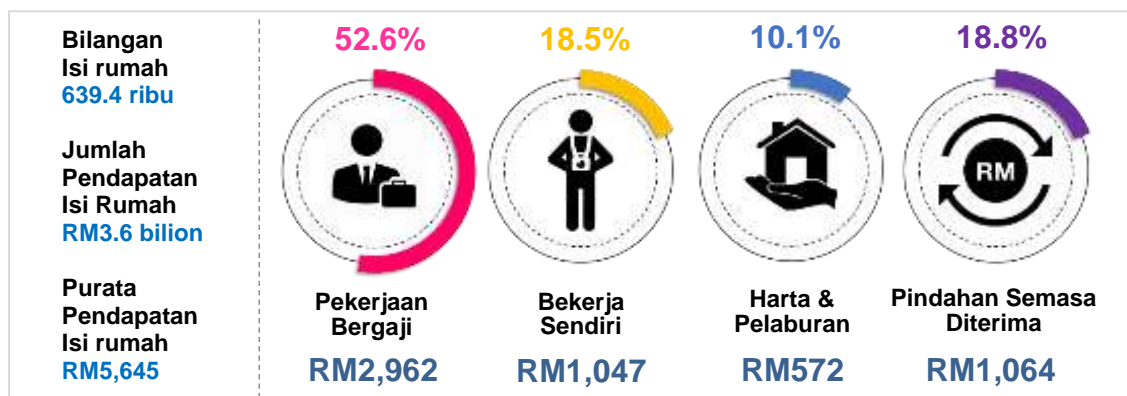 Bilangan
Isi rumah
639.4 ribu
Jumlah
Pendapatan
Isi Rumah
RM3.6 bilion
Purata
Pendapatan
Isi rumah
RM5,645
52.6%
18.5%
10.1%
18.8%
RM
Pekerjaan
Bergaji
RM2,962
Bekerja
Sendiri
RM1,047
Harta &
Pelaburan
RM572
Pindahan Semasa
Diterima
RM1,064